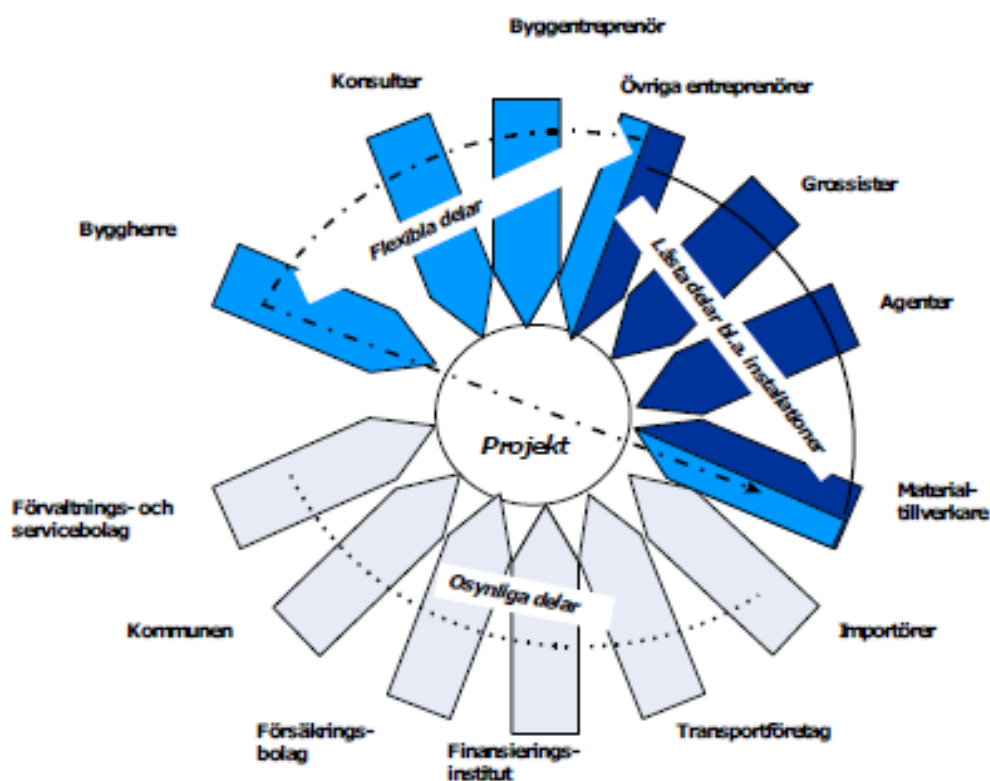 Byggentreprenör
Konsulter
Övriga entreprenörer
Grossister
Byggherre
Flexibla delar
Låsta delar bl.a. installationer
Agenter
Projekt
Material-
tillverkare
Förvaltnings- och
servicebolag
Osynliga delar
Kommunen
Importörer
Försäkrings-
bolag
Finansierings-
institut
Transportföretag